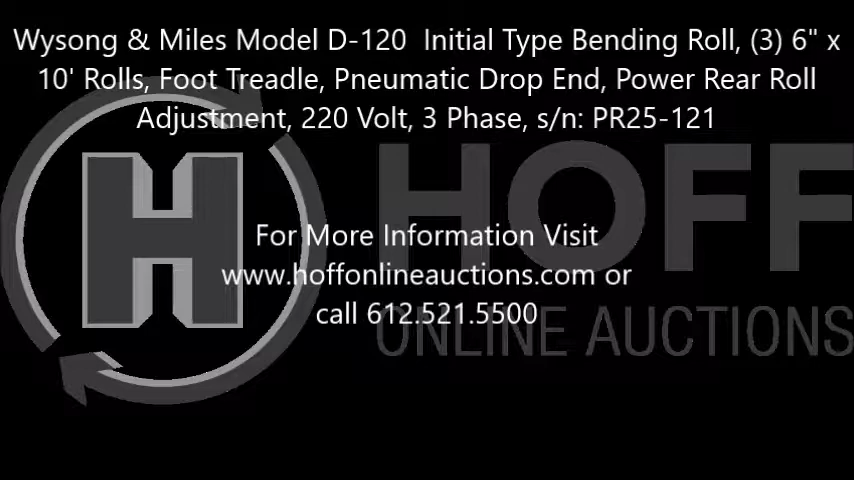 Wysong & Miles Model D-120  Initial Type Bending Roll, (3) 6" x
10' Rolls, Foot Treadle, Pneumatic Drop End, Power Rear Roll
Adjustment, 220 Volt, 3 Phase, s/n: PR25-121
H
HOFF
For More Information Visit
www.hoffonlineauctions.com or
call 612.521.5500
ONLINE AUCTIONS